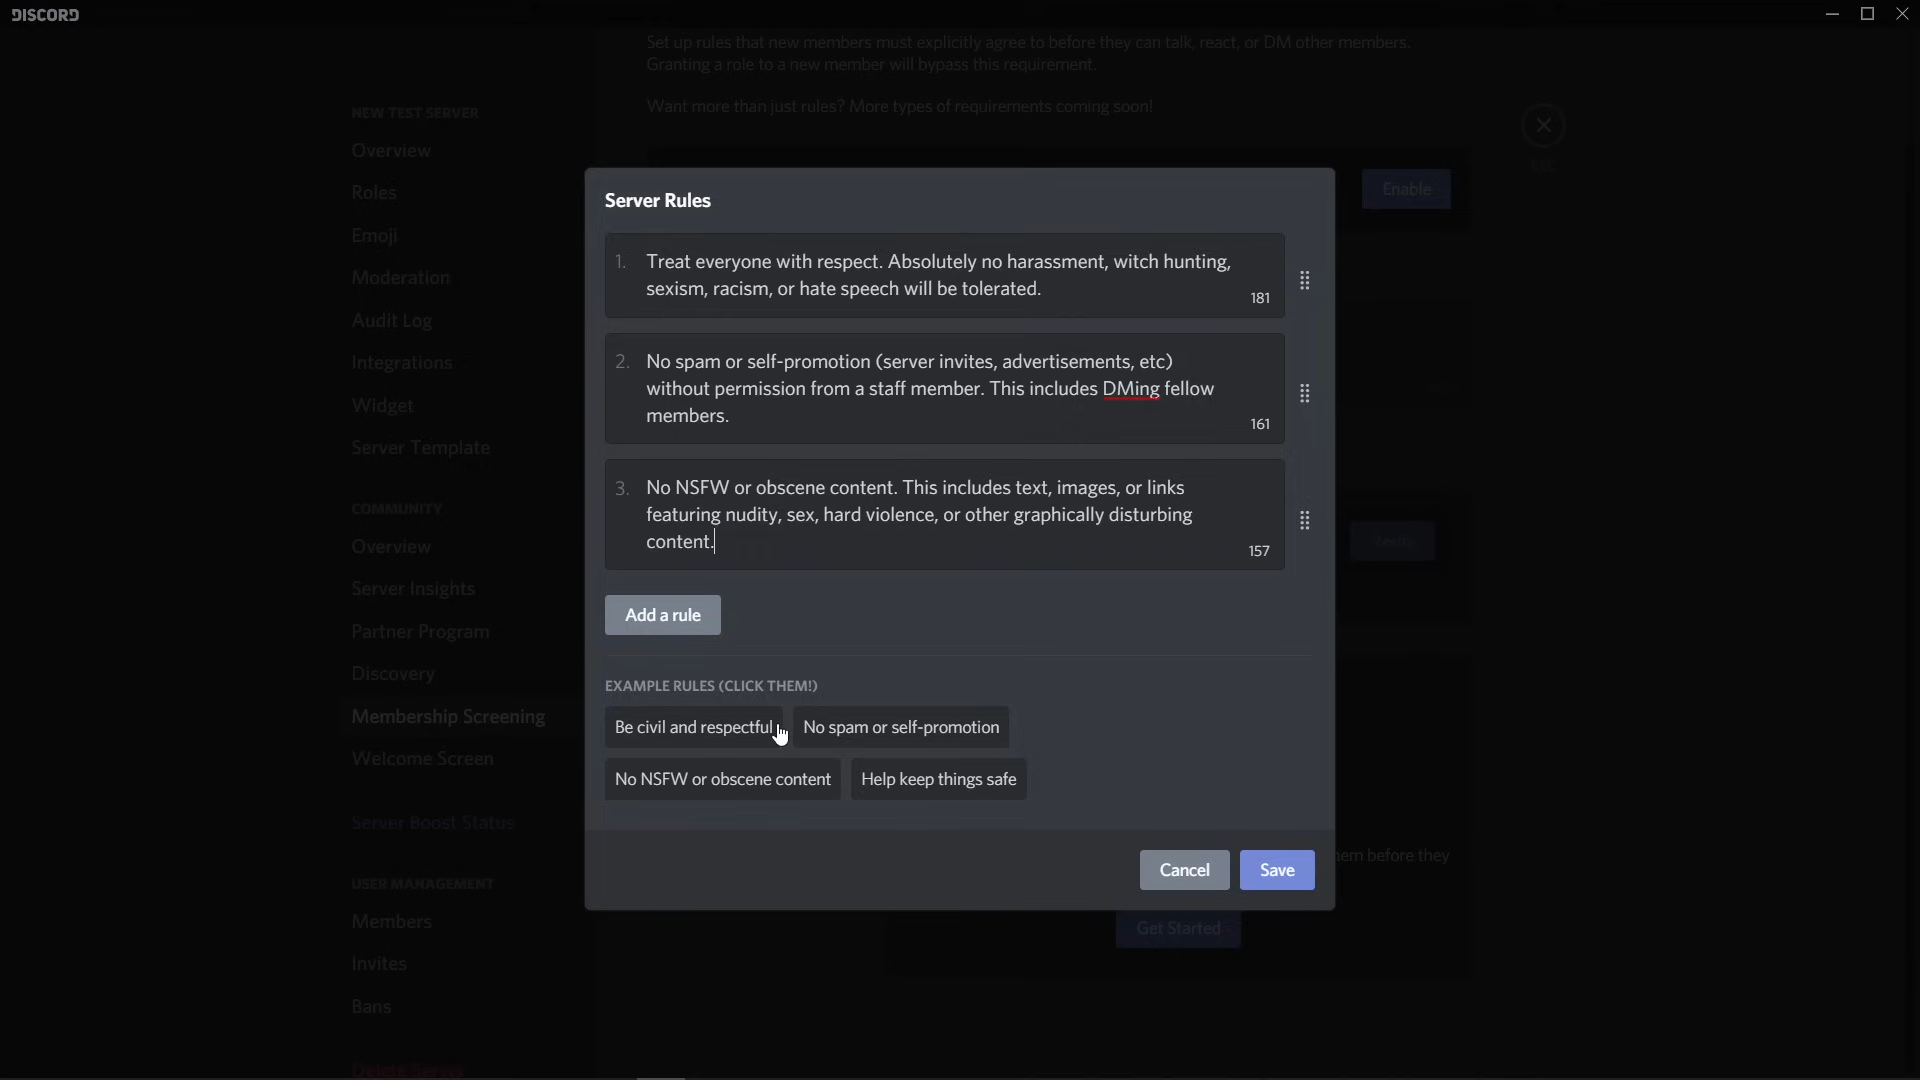 DISCORD
Set up rules that new members must explicitly agree to before they can talk, react, or DM other members.
Granting a role to a new member will bypass this requirement.
Want more than just rules? More types of requirements coming soon!
NEW TEST SERVER
Overview
Roles
Emoji
Moderation
Audit Log
Integrations
Widget
Server Template
COMMUNITY
Overview
Server Insights
Partner Program
Discovery
Membership Screening
Welcome Screen
Server Boost Status
USER MANAGEMENT
Members
Invites
Bans
Delete Server
ESC
Enable
Server Rules
1. Treat everyone with respect. Absolutely no harassment, witch hunting,
sexism, racism, or hate speech will be tolerated.
181
2. No spam or self-promotion (server invites, advertisements, etc)
without permission from a staff member. This includes DMing fellow
members.
161
3. No NSFW or obscene content. This includes text, images, or links
featuring nudity, sex, hard violence, or other graphically disturbing
content.
157
Add a rule
EXAMPLE RULES (CLICK THEM!)
Be civil and respectful
No spam or self-promotion
No NSFW or obscene content
Help keep things safe
Cancel
Save
before they
Get Started